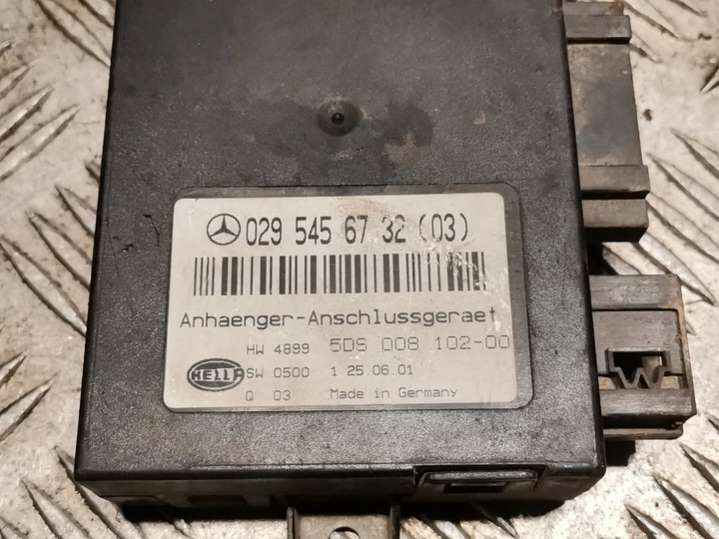 029 545 67 32 (03)
Anhaenger-Anschlussgeraet
HW 4899 5DS 008 102-00
HELLA SW 0500 1 25.06.01
Q 03 Made in Germany